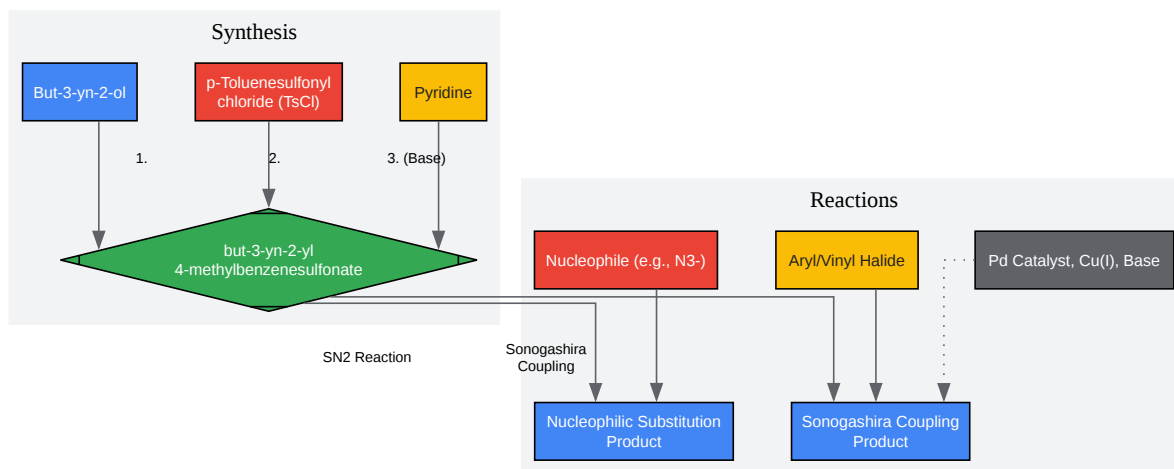 Synthesis
But-3-yn-2-ol
p-Toluenesulfonyl
chloride (TsCl)
Pyridine
1.
2.
3. (Base)
but-3-yn-2-yl
4-methylbenzenesulfonate
Reactions
Nucleophile (e.g., N3-)
Aryl/Vinyl Halide
Pd Catalyst, Cu(I), Base
SN2 Reaction
Sonogashira
Coupling
Nucleophilic Substitution
Product
Sonogashira Coupling
Product